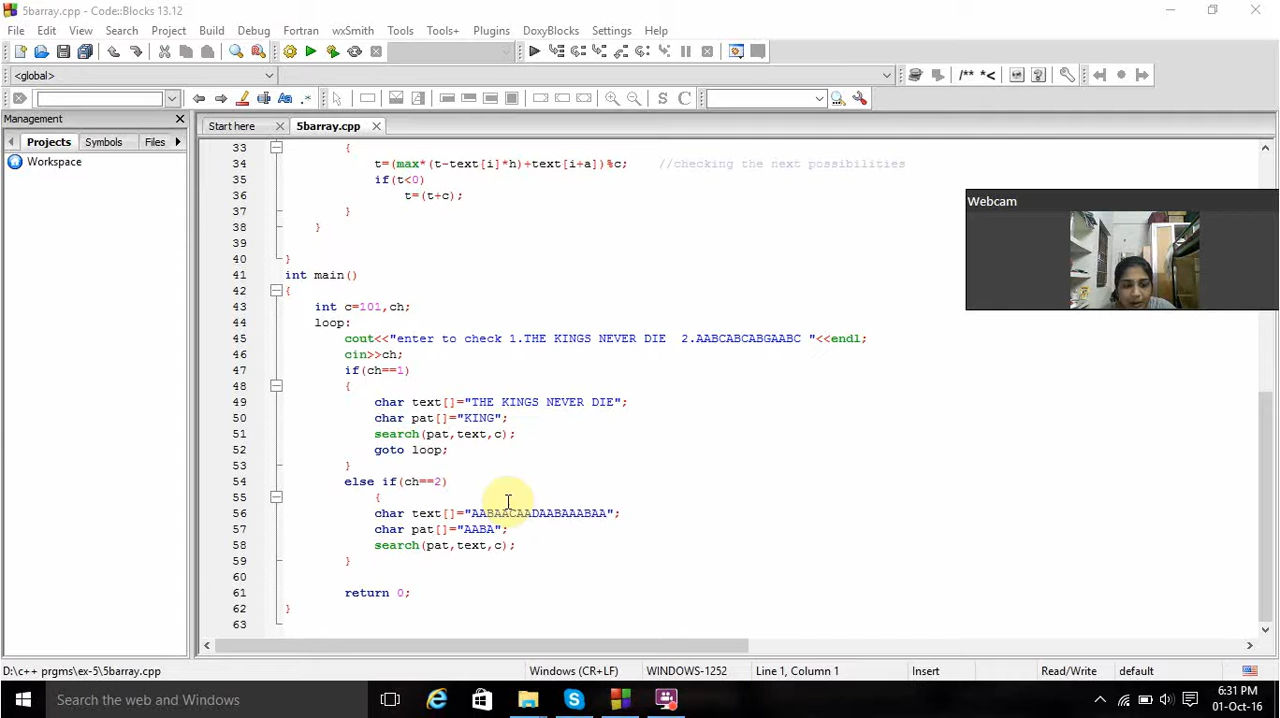 5barray.cpp - Code::Blocks 13.12
File Edit View Search Project Build Debug Fortran wxSmith Tools Tools+ Plugins DoxyBlocks Settings Help
<global>
/** *<
S C
Management
Projects Symbols Files
Workspace
Start here 5barray.cpp
33 {
34 t=(max*(t-text[i]*h)+text[i+a])%c; //checking the next possibilities
35 if(t<0)
36 t=(t+c);
37 }
38 }
39
40 }
41 int main()
42 {
43 int c=101,ch;
44 loop:
45 cout<<"enter to check 1.THE KINGS NEVER DIE 2.AABCABCABGAABC "<<endl;
46 cin>>ch;
47 if(ch==1)
48 {
49 char text[]="THE KINGS NEVER DIE";
50 char pat[]="KING";
51 search(pat,text,c);
52 goto loop;
53 }
54 else if(ch==2)
55 {
56 char text[]="AABAACAADAABAAABAA";
57 char pat[]="AABA";
58 search(pat,text,c);
59 }
60
61 return 0;
62 }
63
Webcam
D:\c++ prgms\ex-5\5barray.cpp Windows (CR+LF) WINDOWS-1252 Line 1, Column 1 Insert Read/Write default
Search the web and Windows
6:31 PM
01-Oct-16